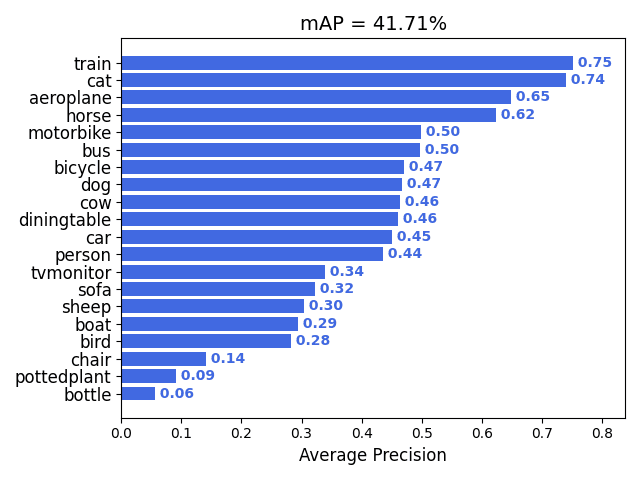 mAP = 41.71%
train 0.75
cat 0.74
aeroplane 0.65
horse 0.62
motorbike 0.50
bus 0.50
bicycle 0.47
dog 0.47
cow 0.46
diningtable 0.46
car 0.45
person 0.44
tvmonitor 0.34
sofa 0.32
sheep 0.30
boat 0.29
bird 0.28
chair 0.14
pottedplant 0.09
bottle 0.06
0.0 0.1 0.2 0.3 0.4 0.5 0.6 0.7 0.8
Average Precision